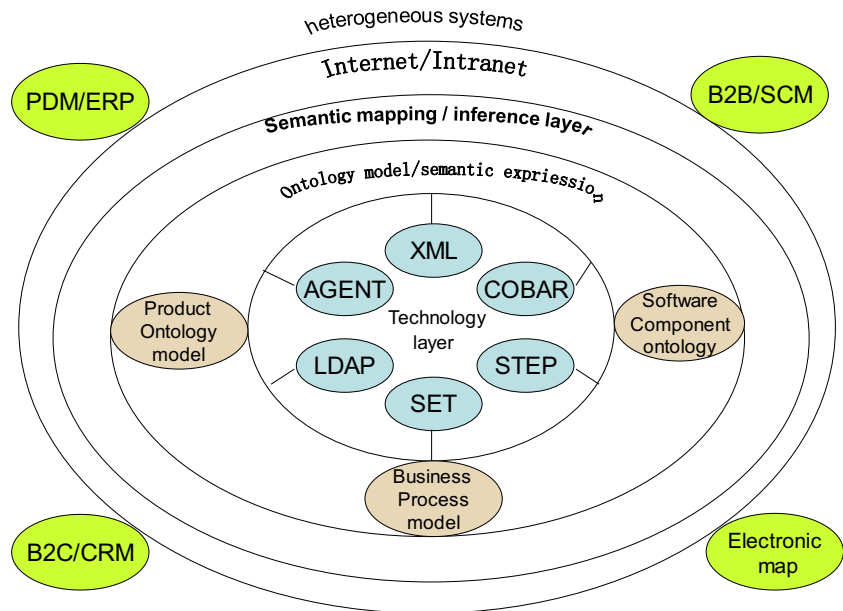 heterogeneous systems
Internet/Intranet
PDM/ERP
B2B/SCM
Semantic mapping / inference layer
Ontology model/semantic expriession
XML
AGENT
COBAR
Product
Ontology
model
Technology
layer
Software
Component
ontology
LDAP
STEP
SET
Business
Process
model
B2C/CRM
Electronic
map